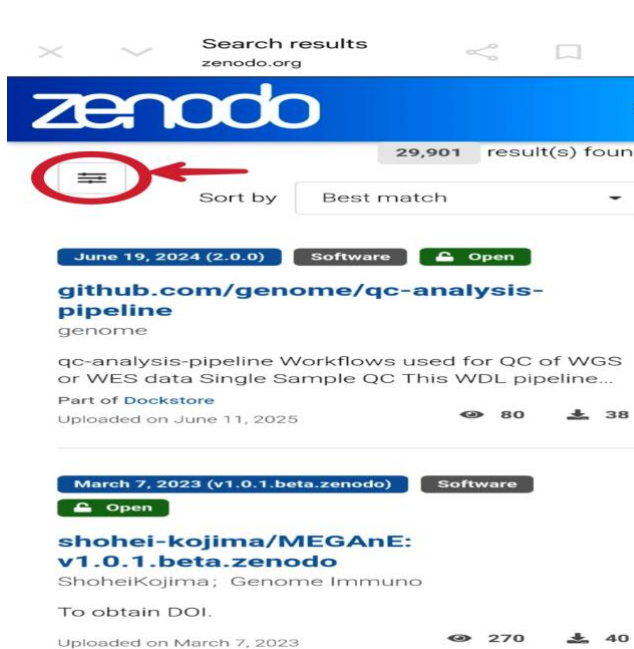 Search results
zenodo.org
zenodo
29,901 result(s) foun
Sort by Best match
June 19, 2024 (2.0.0) Software Open
github.com/genome/qc-analysis-
pipeline
genome
qc-analysis-pipeline Workflows used for QC of WGS
or WES data Single Sample QC This WDL pipeline...
Part of Dockstore
Uploaded on June 11, 2025 80 38
March 7, 2023 (v1.0.1.beta.zenodo) Software
Open
shohei-kojima/MEGAnE:
v1.0.1.beta.zenodo
ShoheiKojima; Genome Immuno
To obtain DOI.
Uploaded on March 7, 2023 270 40